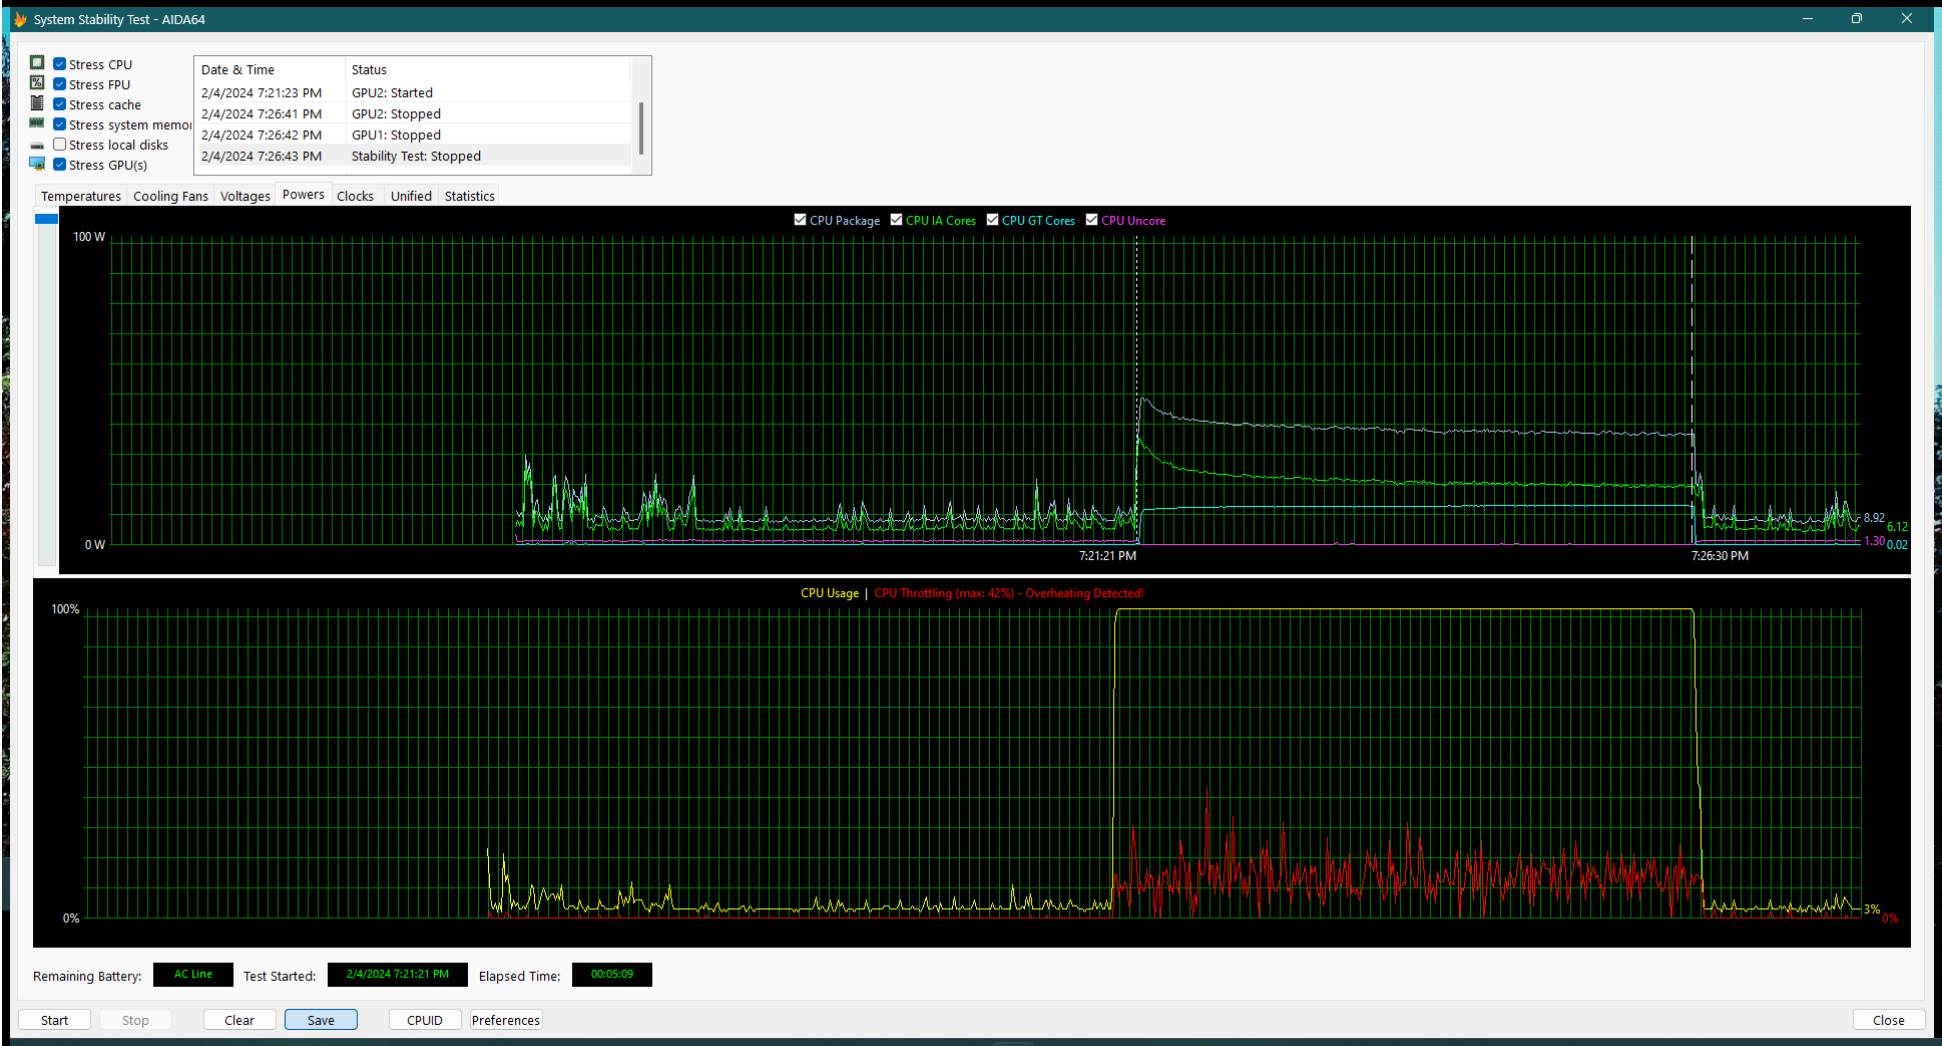 System Stability Test - AIDA64
Stress CPU
Stress FPU
Stress cache
Stress system memor
Stress local disks
Stress GPU(s)
Date & Time Status
2/4/2024 7:21:23 PM GPU2: Started
2/4/2024 7:26:41 PM GPU2: Stopped
2/4/2024 7:26:42 PM GPU1: Stopped
2/4/2024 7:26:43 PM Stability Test: Stopped
Temperatures Cooling Fans Voltages Powers Clocks Unified Statistics
CPU Package CPU IA Cores CPU GT Cores CPU Uncore
100 W
8.92
6.12
1.30
0.02
0 W
7:21:21 PM 7:26:30 PM
CPU Usage | CPU Throttling (max: 42%) - Overheating Detected!
100%
3%
0% 0%
Remaining Battery: AC Line Test Started: 2/4/2024 7:21:21 PM Elapsed Time: 00:05:09
Start Stop Clear Save CPUID Preferences Close